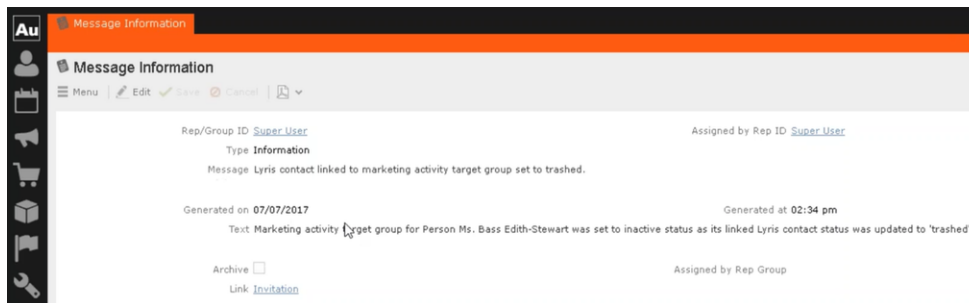 Au Message Information
Message Information
Menu Edit Save Cancel
Rep/Group ID Super User Assigned by Rep ID Super User
Type Information
Message Lyris contact linked to marketing activity target group set to trashed.
Generated on 07/07/2017 Generated at 02:34 pm
Text Marketing activity target group for Person Ms. Bass Edith-Stewart was set to inactive status as its linked Lyris contact status was updated to 'trashed'
Archive Assigned by Rep Group
Link Invitation